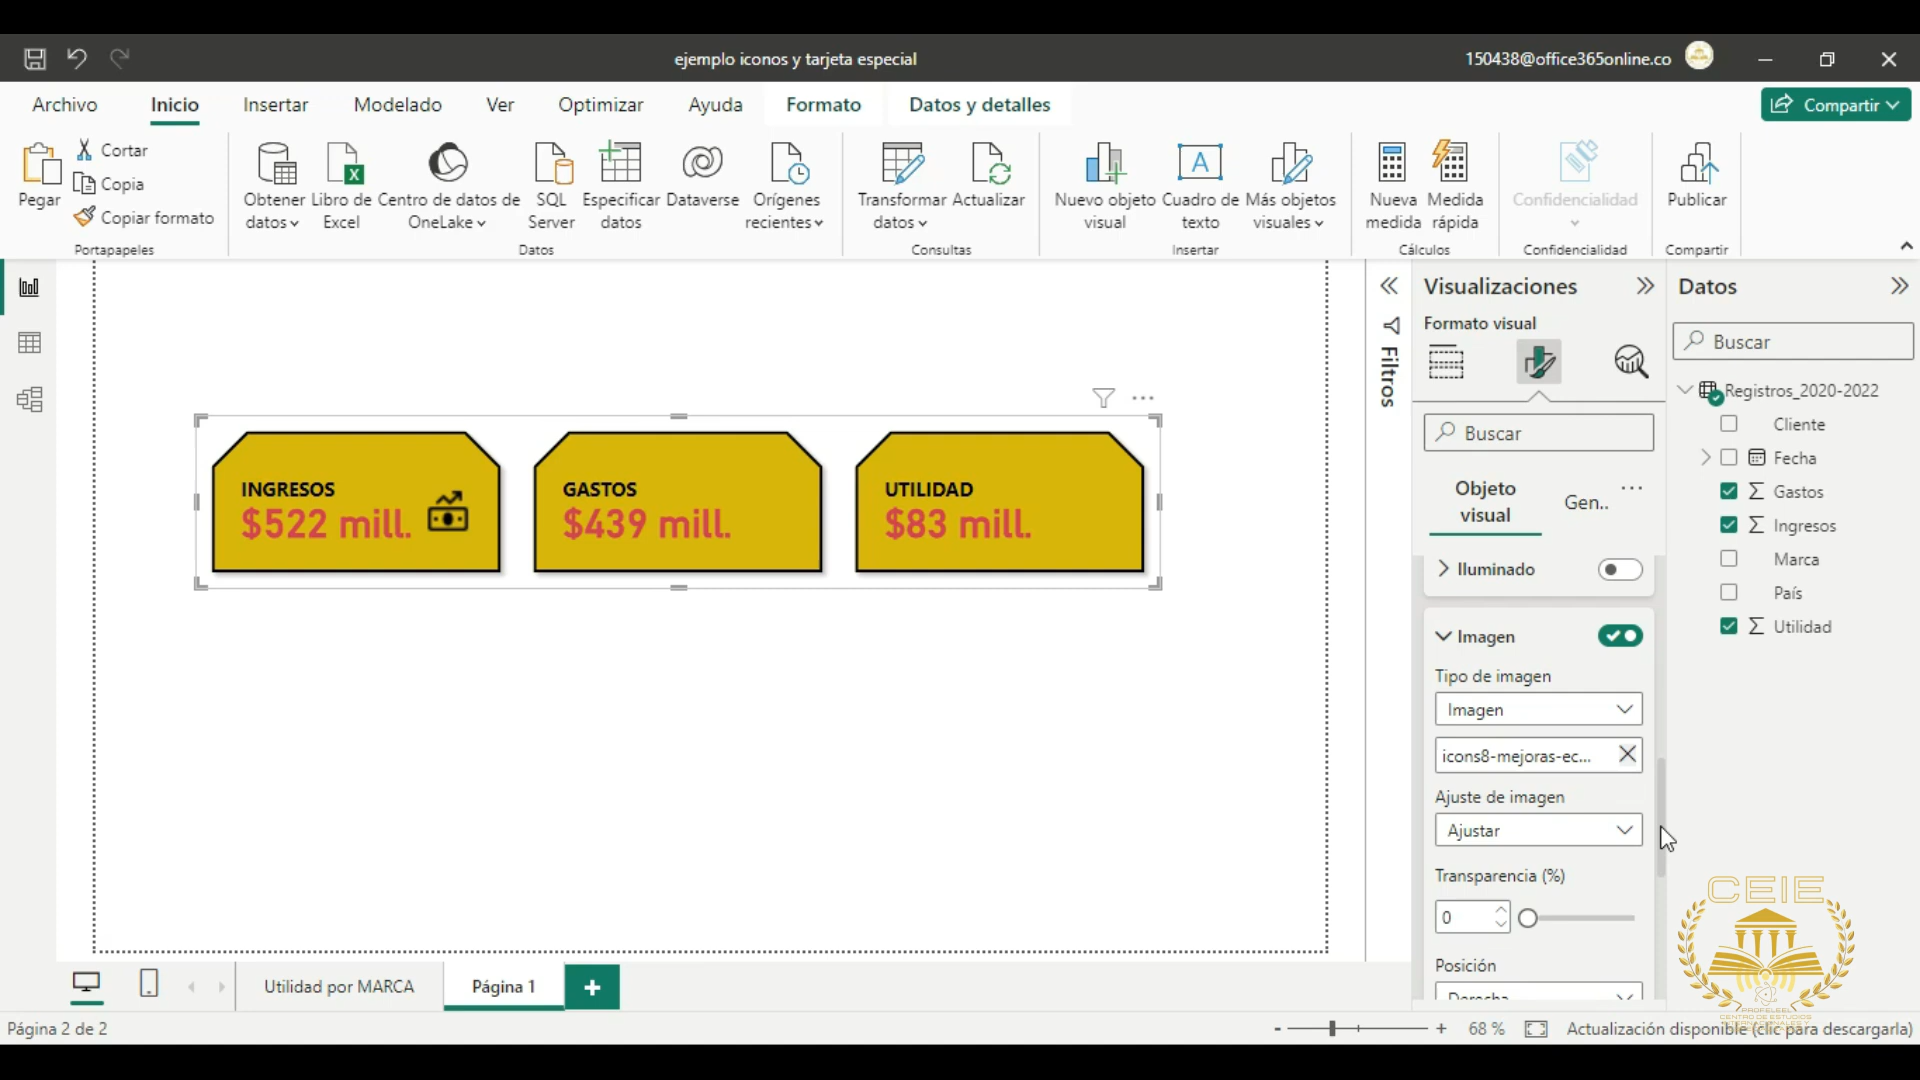 ejemplo iconos y tarjeta especial
150438@office365online.co
Archivo
Inicio
Insertar
Modelado
Ver
Optimizar
Ayuda
Formato
Datos y detalles
Compartir
Pegar
Cortar
Copia
Copiar formato
Portapapeles
Obtener
datos
Libro de
Excel
Centro de datos de
OneLake
SQL
Server
Especificar
datos
Dataverse
Orígenes
recientes
Datos
Transformar
datos
Actualizar
Consultas
Nuevo objeto
visual
Cuadro de
texto
Más objetos
visuales
Insertar
Nueva
medida
Medida
rápida
Cálculos
Confidencialidad
Confidencialidad
Publicar
Compartir
INGRESOS
$522 mill.
GASTOS
$439 mill.
UTILIDAD
$83 mill.
Filtros
Visualizaciones
Formato visual
Buscar
Objeto
visual
Gen..
Iluminado
Imagen
Tipo de imagen
Imagen
icons8-mejoras-ec...
Ajuste de imagen
Ajustar
Transparencia (%)
0
Posición
Derecha
Datos
Buscar
Registros_2020-2022
Cliente
Fecha
Gastos
Ingresos
Marca
País
Utilidad
CEIE
Utilidad por MARCA
Página 1
Página 2 de 2
68 %
Actualización disponible (clic para descargarla)